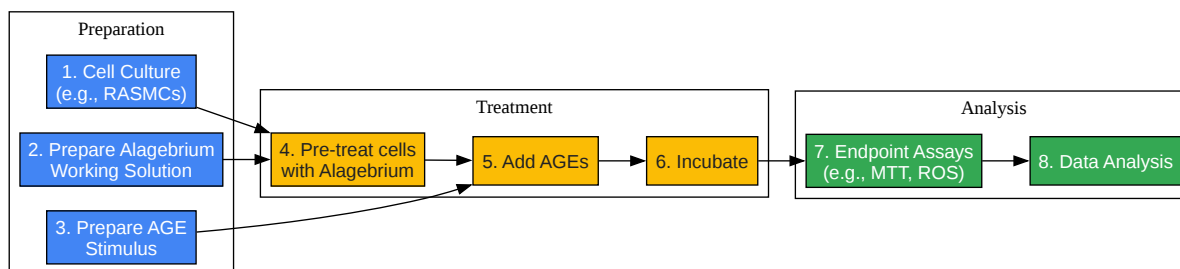 Preparation
1. Cell Culture
(e.g., RASMCs)
2. Prepare Alagebrium
Working Solution
3. Prepare AGE
Stimulus
Treatment
4. Pre-treat cells
with Alagebrium
5. Add AGEs
6. Incubate
Analysis
7. Endpoint Assays
(e.g., MTT, ROS)
8. Data Analysis